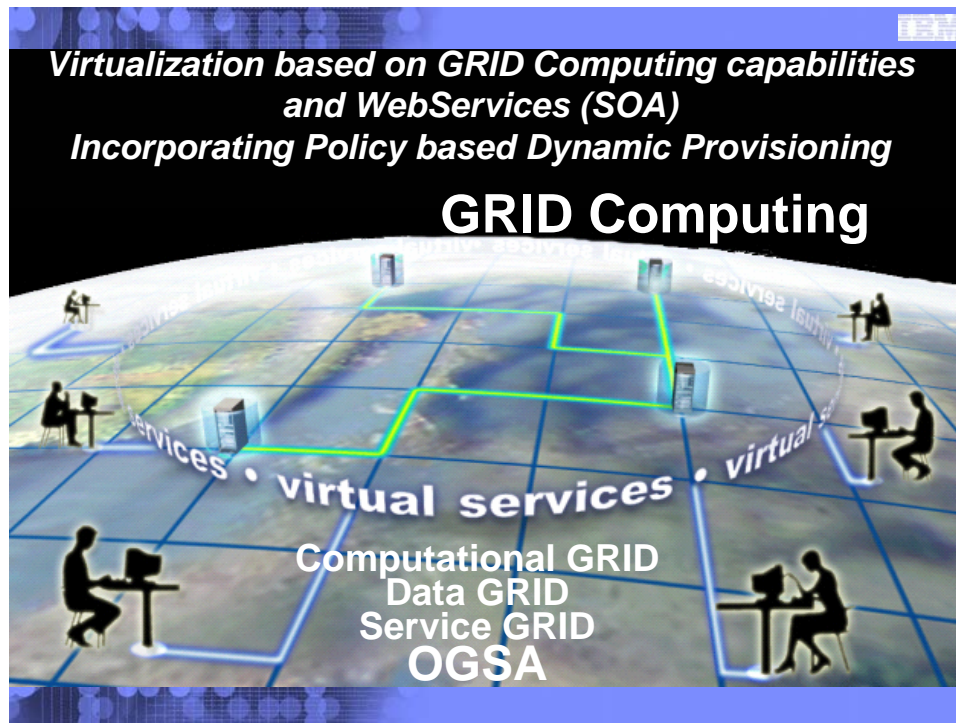 IBM
Virtualization based on GRID Computing capabilities
and WebServices (SOA)
Incorporating Policy based Dynamic Provisioning
GRID Computing
services • virtual services • virtual
Computational GRID
Data GRID
Service GRID
OGSA